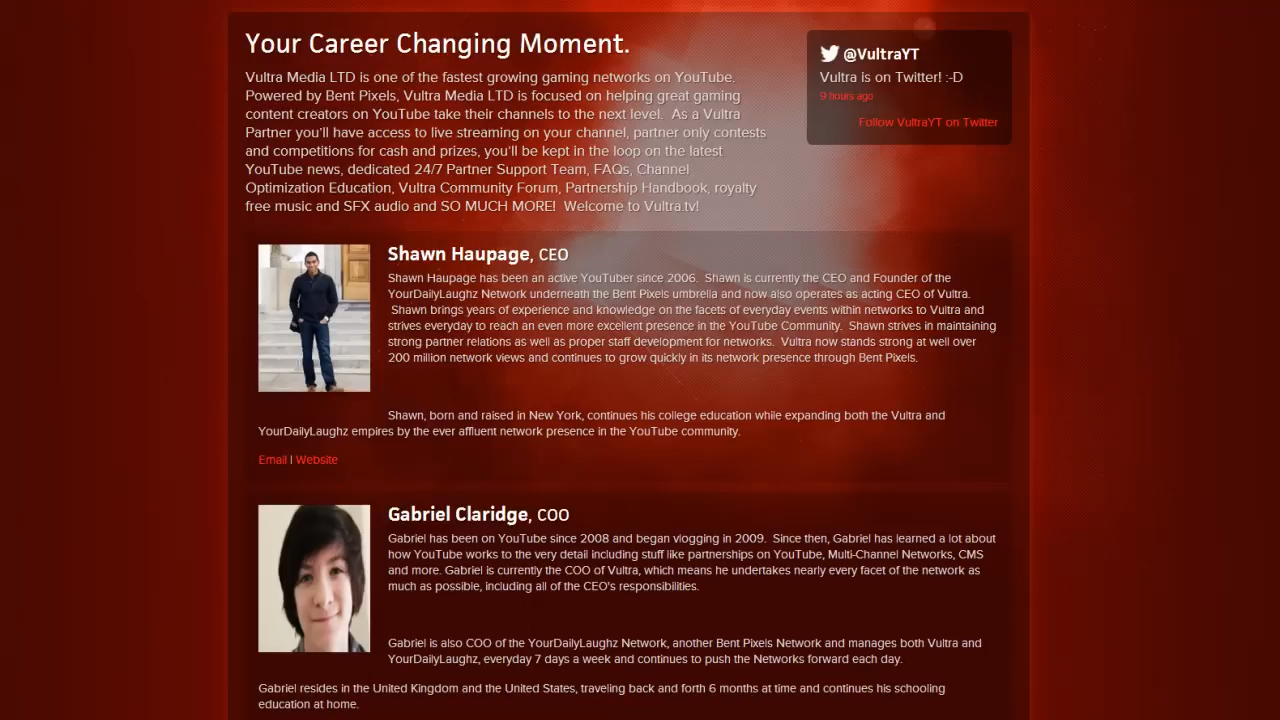 Your Career Changing Moment.
Vultra Media LTD is one of the fastest growing gaming networks on YouTube.
Powered by Bent Pixels, Vultra Media LTD is focused on helping great gaming
content creators on YouTube take their channels to the next level.  As a Vultra
Partner you'll have access to live streaming on your channel, partner only contests
and competitions for cash and prizes, you'll be kept in the loop on the latest
YouTube news, dedicated 24/7 Partner Support Team, FAQs, Channel
Optimization Education, Vultra Community Forum, Partnership Handbook, royalty
free music and SFX audio and SO MUCH MORE!  Welcome to Vultra.tv!
@VultraYT
Vultra is on Twitter! :-D
9 hours ago
Follow VultraYT on Twitter
Shawn Haupage, CEO
Shawn Haupage has been an active YouTuber since 2006.  Shawn is currently the CEO and Founder of the
YourDailyLaughz Network underneath the Bent Pixels umbrella and now also operates as acting CEO of Vultra.
Shawn brings years of experience and knowledge on the facets of everyday events within networks to Vultra and
strives everyday to reach an even more excellent presence in the YouTube Community.  Shawn strives in maintaining
strong partner relations as well as proper staff development for networks.  Vultra now stands strong at well over
200 million network views and continues to grow quickly in its network presence through Bent Pixels.
Shawn, born and raised in New York, continues his college education while expanding both the Vultra and
YourDailyLaughz empires by the ever affluent network presence in the YouTube community.
Email | Website
Gabriel Claridge, COO
Gabriel has been on YouTube since 2008 and began vlogging in 2009.  Since then, Gabriel has learned a lot about
how YouTube works to the very detail including stuff like partnerships on YouTube, Multi-Channel Networks, CMS
and more. Gabriel is currently the COO of Vultra, which means he undertakes nearly every facet of the network as
much as possible, including all of the CEO's responsibilities.
Gabriel is also COO of the YourDailyLaughz Network, another Bent Pixels Network and manages both Vultra and
YourDailyLaughz, everyday 7 days a week and continues to push the Networks forward each day.
Gabriel resides in the United Kingdom and the United States, traveling back and forth 6 months at time and continues his schooling
education at home.